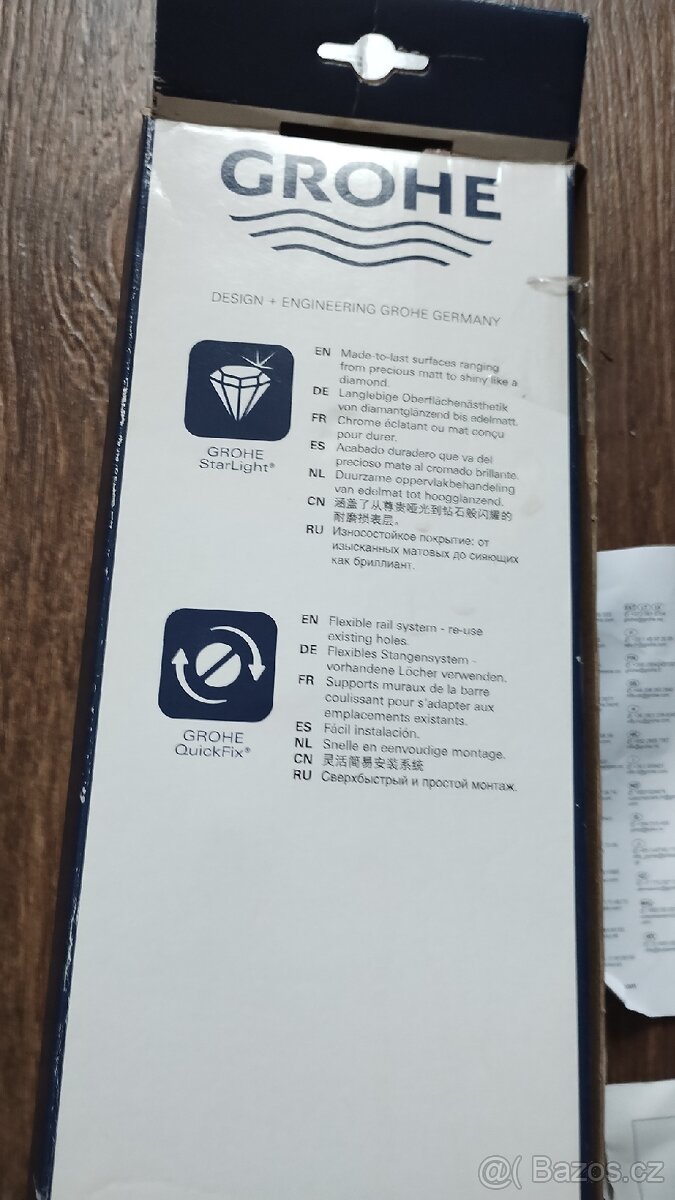 GROHE
DESIGN + ENGINEERING GROHE GERMANY
GROHE
StarLight®
EN Made-to-last surfaces ranging
from precious matt to shiny like a
diamond.
DE Langlebige Oberflächenästhetik
von diamantglänzend bis edelmatt.
FR Chrome éclatant ou mat conçu
pour durer.
ES Acabado duradero que va del
precioso mate al cromado brillante.
NL Duurzame oppervlakbehandeling
van edelmat tot hoogglanzend.
CN 涵盖了从尊贵哑光到钻石般闪耀的
耐磨损表层。
RU Износостойкое покрытие: от
изысканных матовых до сияющих
как бриллиант.
GROHE
QuickFix®
EN Flexible rail system - re-use
existing holes.
DE Flexibles Stangensystem -
vorhandene Löcher verwenden.
FR Supports muraux de la barre
coulissant pour s'adapter aux
emplacements existants.
ES Fácil instalación.
NL Snelle en eenvoudige montage.
CN 灵活简易安装系统
RU Сверхбыстрый и простой монтаж.
@( Bazos.cz